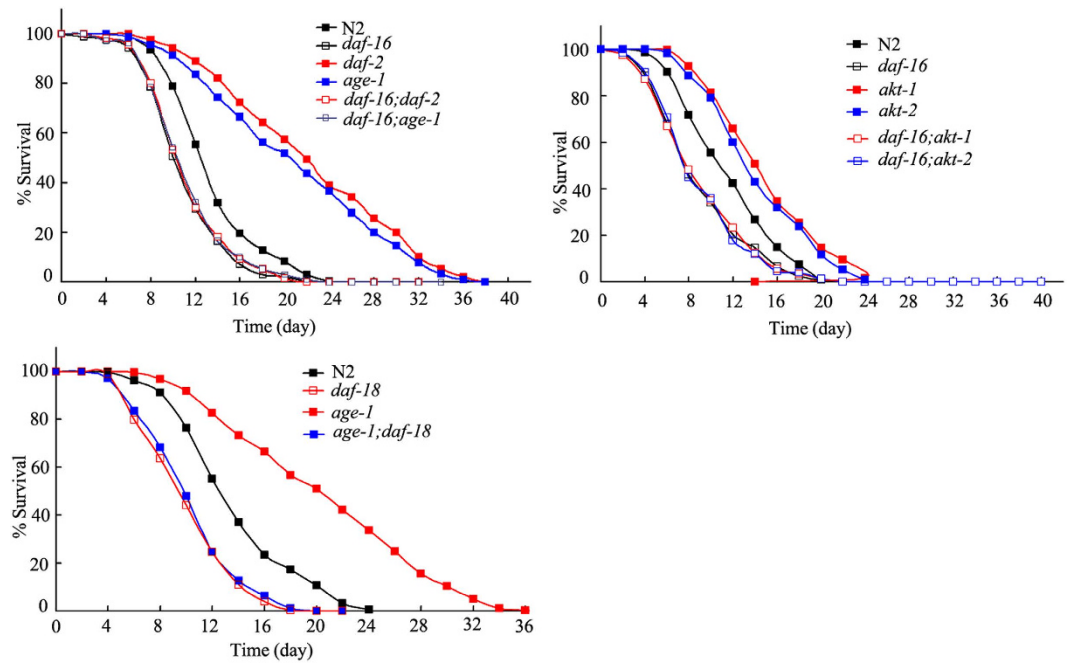 % Survival
100
80
60
40
20
0
N2
daf-16
daf-2
age-1
daf-16;daf-2
daf-16;age-1
0 4 8 12 16 20 24 28 32 36 40
Time (day)
% Survival
100
80
60
40
20
0
N2
daf-16
akt-1
akt-2
daf-16;akt-1
daf-16;akt-2
0 4 8 12 16 20 24 28 32 36 40
Time (day)
% Survival
100
80
60
40
20
0
N2
daf-18
age-1
age-1;daf-18
0 4 8 12 16 20 24 28 32 36
Time (day)